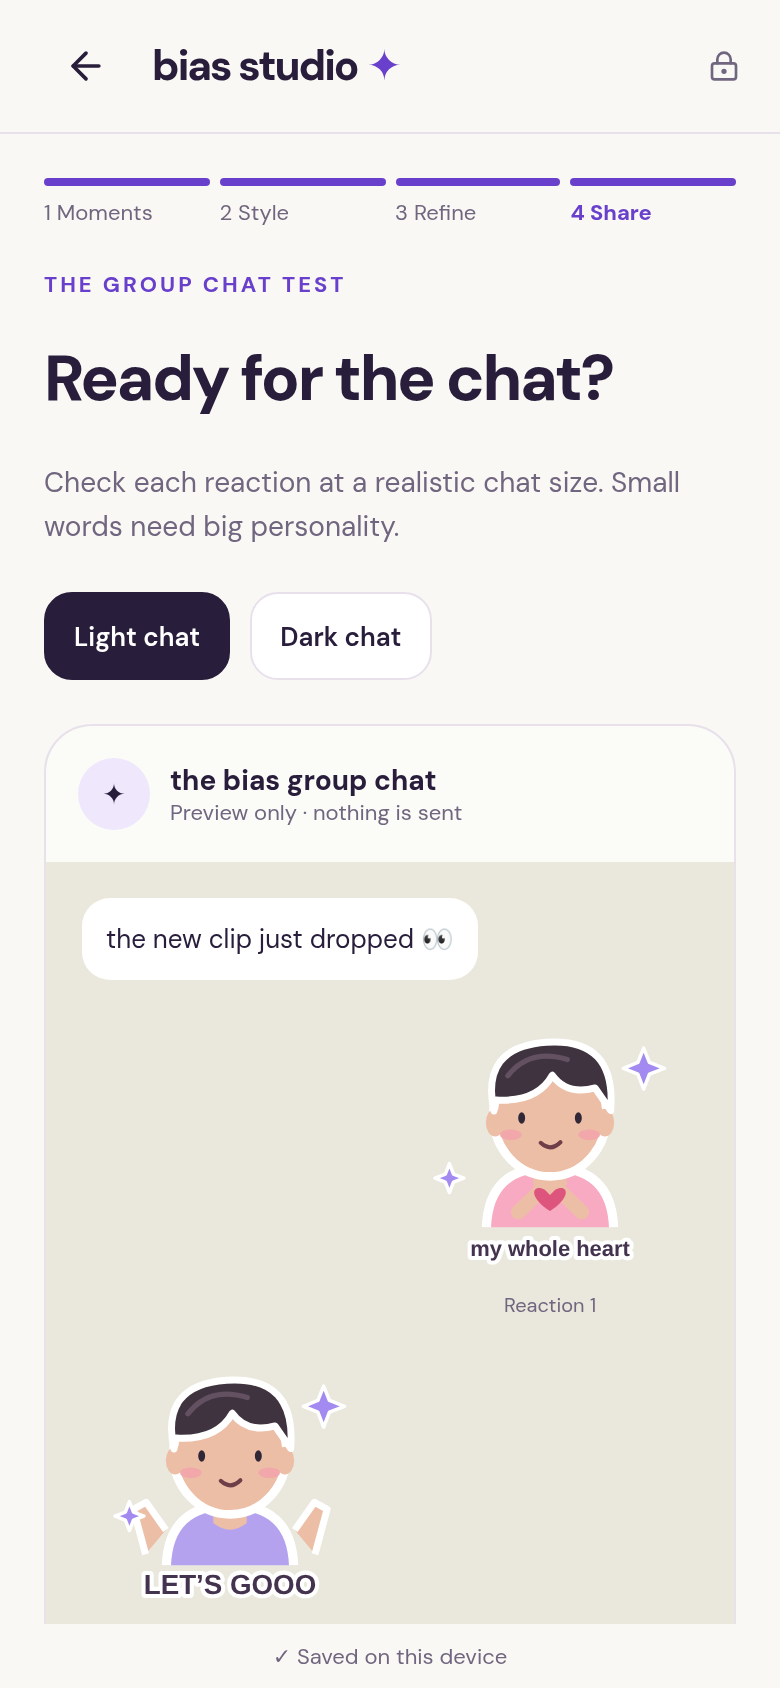 bias studio ✦
1 Moments
2 Style
3 Refine
4 Share
THE GROUP CHAT TEST
Ready for the chat?
Check each reaction at a realistic chat size. Small
words need big personality.
Light chat
Dark chat
the bias group chat
Preview only · nothing is sent
the new clip just dropped 👀
my whole heart
Reaction 1
LET’S GOOO
✓ Saved on this device